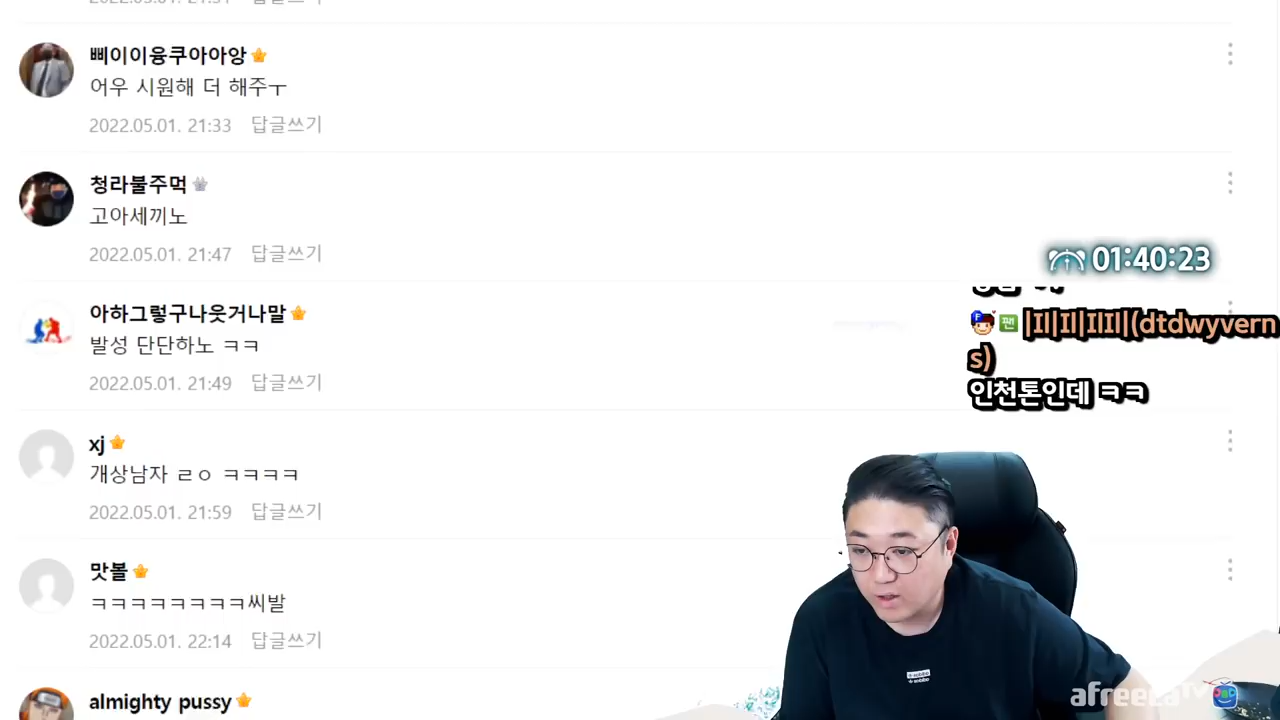 삐이이융쿠아아앙
어우 시원해 더 해주ㅜ
2022.05.01. 21:33 답글쓰기
청라불주먹
고아세끼노
2022.05.01. 21:47 답글쓰기
아하그렇구나웃거나말
발성 단단하노 ㅋㅋ
2022.05.01. 21:49 답글쓰기
xj
개상남자 ㄹㅇ ㅋㅋㅋㅋ
2022.05.01. 21:59 답글쓰기
맛볼
ㅋㅋㅋㅋㅋㅋㅋㅋ씨발
2022.05.01. 22:14 답글쓰기
almighty pussy
01:40:23
(dtdwyvern
s)
인천톤인데 ㅋㅋ
afreecaTV